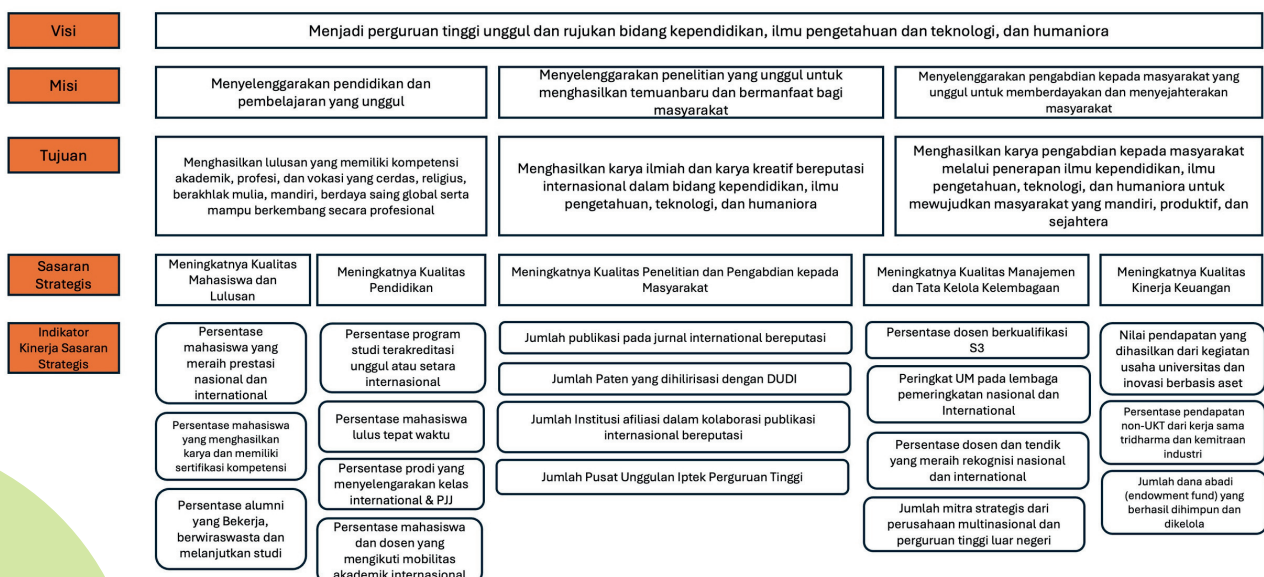 Visi
Menjadi perguruan tinggi unggul dan rujukan bidang kependidikan, ilmu pengetahuan dan teknologi, dan humaniora
Misi
Menyelenggarakan pendidikan dan
pembelajaran yang unggul
Menyelenggarakan penelitian yang unggul untuk
menghasilkan temuanbaru dan bermanfaat bagi
masyarakat
Menyelenggarakan pengabdian kepada masyarakat yang
unggul untuk memberdayakan dan menyejahterakan
masyarakat
Tujuan
Menghasilkan lulusan yang memiliki kompetensi
akademik, profesi, dan vokasi yang cerdas, religius,
berakhlak mulia, mandiri, berdaya saing global serta
mampu berkembang secara profesional
Menghasilkan karya ilmiah dan karya kreatif bereputasi
internasional dalam bidang kependidikan, ilmu
pengetahuan, teknologi, dan humaniora
Menghasilkan karya pengabdian kepada masyarakat
melalui penerapan ilmu kependidikan, ilmu
pengetahuan, teknologi, dan humaniora untuk
mewujudkan masyarakat yang mandiri, produktif, dan
sejahtera
Sasaran
Strategis
Meningkatnya Kualitas
Mahasiswa dan
Lulusan
Meningkatnya Kualitas
Pendidikan
Meningkatnya Kualitas Penelitian dan Pengabdian kepada
Masyarakat
Meningkatnya Kualitas Manajemen
dan Tata Kelola Kelembagaan
Meningkatnya Kualitas
Kinerja Keuangan
Indikator
Kinerja Sasaran
Strategis
Persentase
mahasiswa yang
meraih prestasi
nasional dan
international
Persentase mahasiswa
yang menghasilkan
karya dan memiliki
sertifikasi kompetensi
Persentase alumni
yang Bekerja,
berwiraswasta dan
melanjutkan studi
Persentase program
studi terakreditasi
unggul atau setara
internasional
Persentase mahasiswa
lulus tepat waktu
Persentase prodi yang
menyelengarakan kelas
international & PJJ
Persentase mahasiswa
dan dosen yang
mengikuti mobilitas
akademik internasional
Jumlah publikasi pada jurnal international bereputasi
Jumlah Paten yang dihilirisasi dengan DUDI
Jumlah Institusi afiliasi dalam kolaborasi publikasi
internasional bereputasi
Jumlah Pusat Unggulan Iptek Perguruan Tinggi
Persentase dosen berkualifikasi
S3
Peringkat UM pada lembaga
pemeringkatan nasional dan
International
Persentase dosen dan tendik
yang meraih rekognisi nasional
dan international
Jumlah mitra strategis dari
perusahaan multinasional dan
perguruan tinggi luar negeri
Nilai pendapatan yang
dihasilkan dari kegiatan
usaha universitas dan
inovasi berbasis aset
Persentase pendapatan
non-UKT dari kerja sama
tridharma dan kemitraan
industri
Jumlah dana abadi
(endowment fund) yang
berhasil dihimpun dan
dikelola